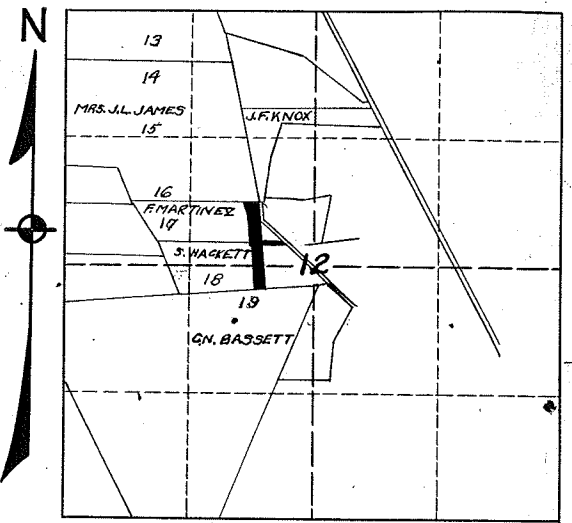 N
13
14
MRS. J.L. JAMES
15
J.F. KNOX
16
F. MARTINEZ
17
S. HACKETT
12
18
19
G.N. BASSETT